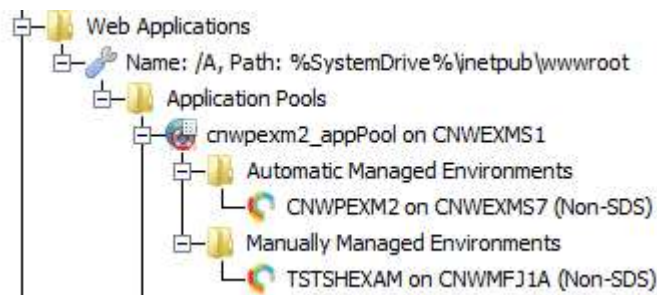 Web Applications
Name: /A, Path: %SystemDrive%\inetpub\wwwroot
Application Pools
cnwpexm2_appPool on CNWEXMS1
Automatic Managed Environments
CNWPEXM2 on CNWEXMS7 (Non-SDS)
Manually Managed Environments
TSTSHEXAM on CNWMFJ1A (Non-SDS)